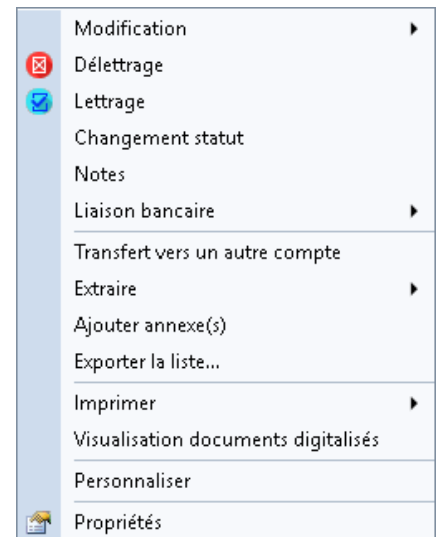 Modification
Délettrage
Lettrage
Changement statut
Notes
Liaison bancaire
Transfert vers un autre compte
Extraire
Ajouter annexe(s)
Exporter la liste...
Imprimer
Visualisation documents digitalisés
Personnaliser
Propriétés